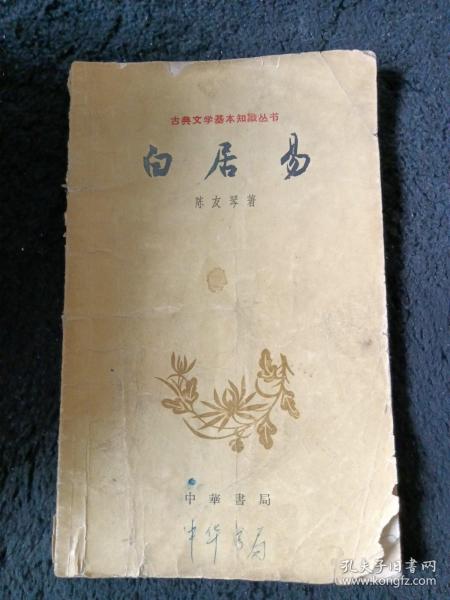 古典文学基本知識丛书
白居易
陈友琴著
中華書局
中华书局
孔夫子旧书网
www.kongfz.com